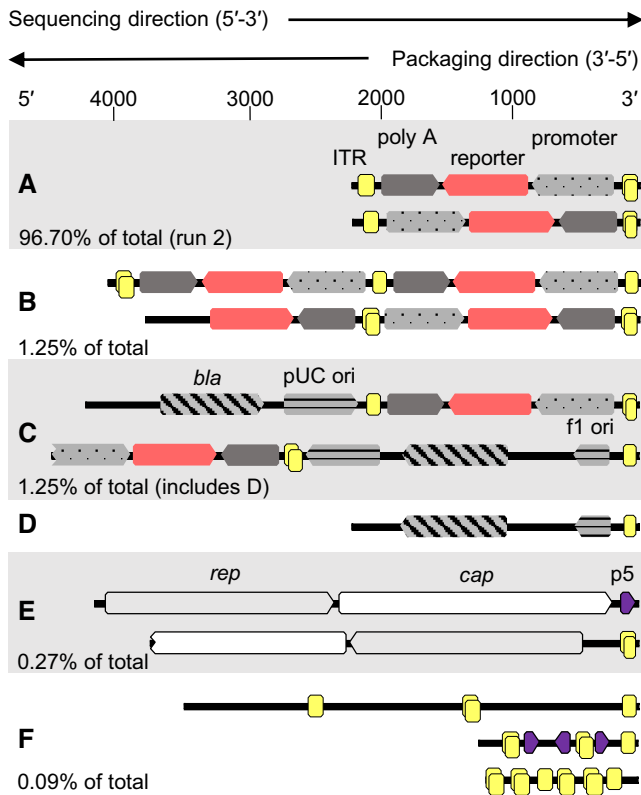 Sequencing direction (5′-3′)
Packaging direction (3′-5′)
5′ 4000 3000 2000 1000 3′
ITR poly A reporter promoter
A
96.70% of total (run 2)
B
1.25% of total
bla pUC ori
C
f1 ori
1.25% of total (includes D)
D
rep cap p5
E
0.27% of total
F
0.09% of total